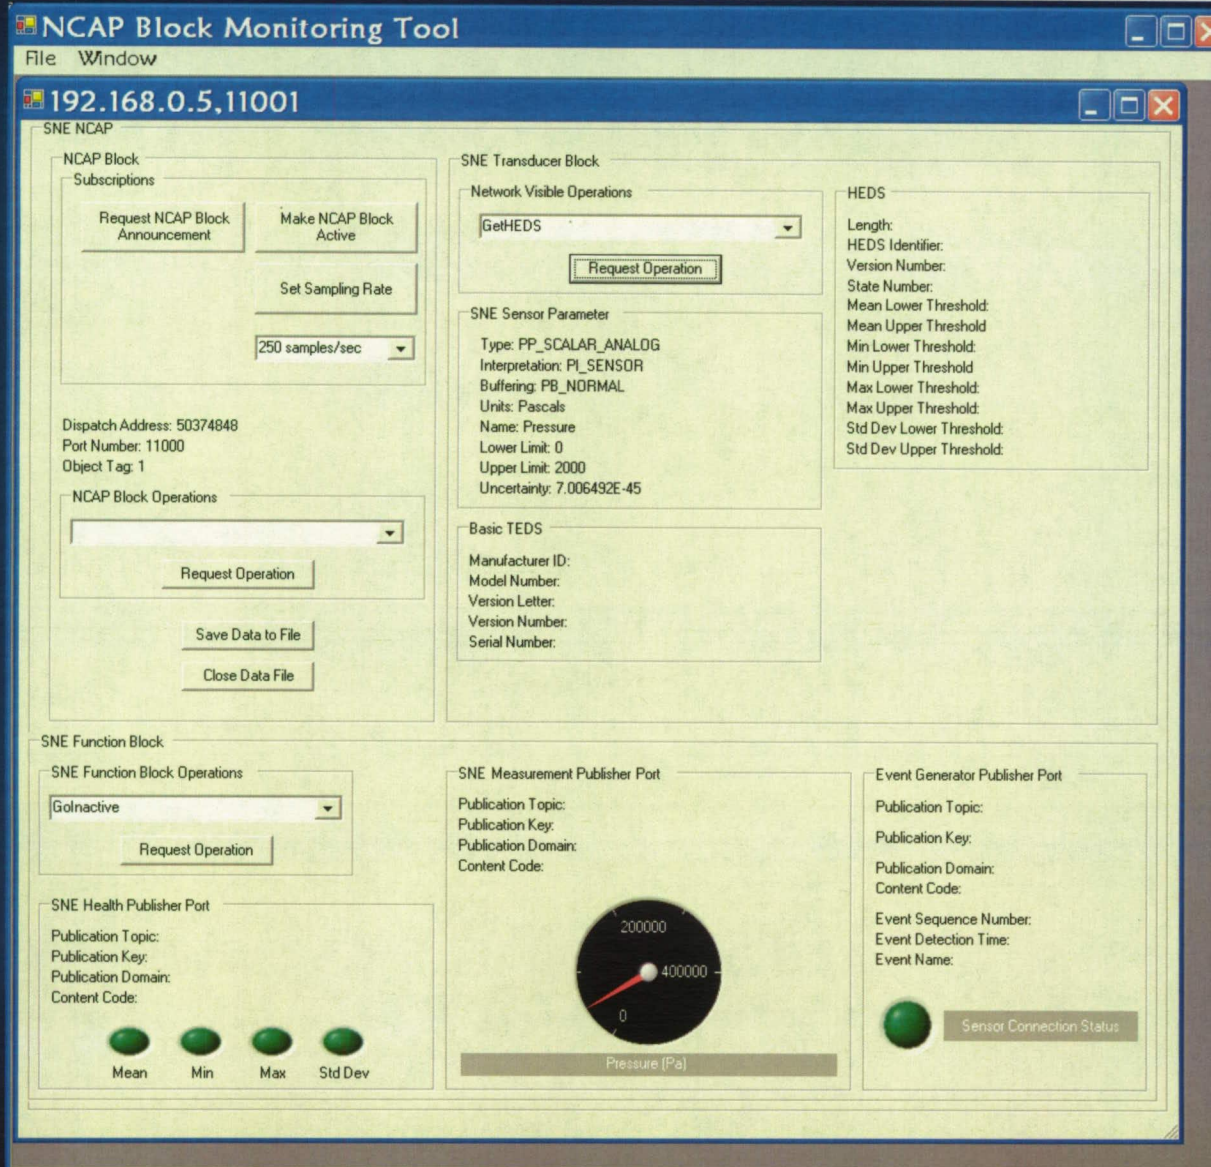 NCAP Block Monitoring Tool
File Window
192.168.0.5,11001
SNE NCAP
NCAP Block
Subscriptions
Request NCAP Block
Announcement
Make NCAP Block
Active
Set Sampling Rate
250 samples/sec
Dispatch Address: 50374848
Port Number: 11000
Object Tag: 1
NCAP Block Operations
Request Operation
Save Data to File
Close Data File
SNE Transducer Block
Network Visible Operations
GetHEDS
Request Operation
SNE Sensor Parameter
Type: PP_SCALAR_ANALOG
Interpretation: PI_SENSOR
Buffering: PB_NORMAL
Units: Pascals
Name: Pressure
Lower Limit: 0
Upper Limit: 2000
Uncertainty: 7.006492E-45
Basic TEDS
Manufacturer ID:
Model Number:
Version Letter:
Version Number:
Serial Number:
HEDS
Length:
HEDS Identifier:
Version Number:
State Number:
Mean Lower Threshold:
Mean Upper Threshold
Min Lower Threshold:
Min Upper Threshold
Max Lower Threshold:
Max Upper Threshold:
Std Dev Lower Threshold:
Std Dev Upper Threshold:
SNE Function Block
SNE Function Block Operations
GoInactive
Request Operation
SNE Health Publisher Port
Publication Topic:
Publication Key:
Publication Domain:
Content Code:
Mean Min Max Std Dev
SNE Measurement Publisher Port
Publication Topic:
Publication Key:
Publication Domain:
Content Code:
200000
400000
0
Pressure (Pa)
Event Generator Publisher Port
Publication Topic:
Publication Key:
Publication Domain:
Content Code:
Event Sequence Number:
Event Detection Time:
Event Name:
Sensor Connection Status